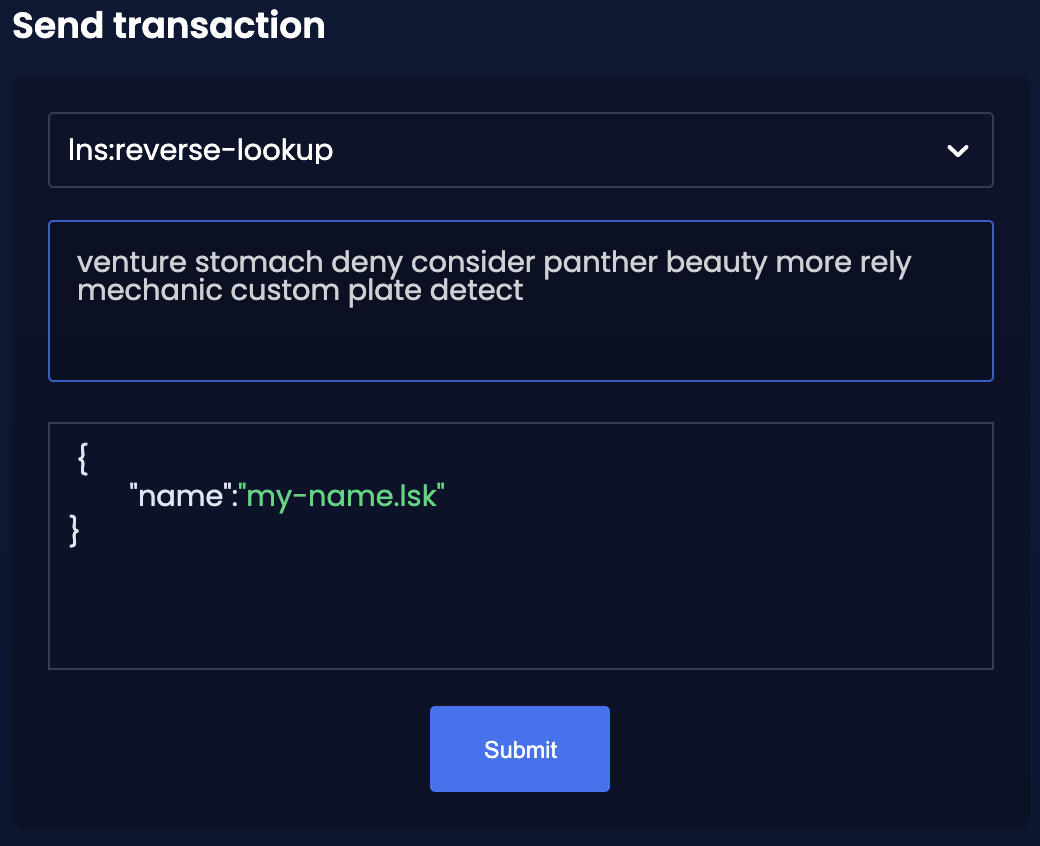 Send transaction
lns:reverse-lookup
venture stomach deny consider panther beauty more rely
mechanic custom plate detect
{
"name":"my-name.lsk"
}
Submit